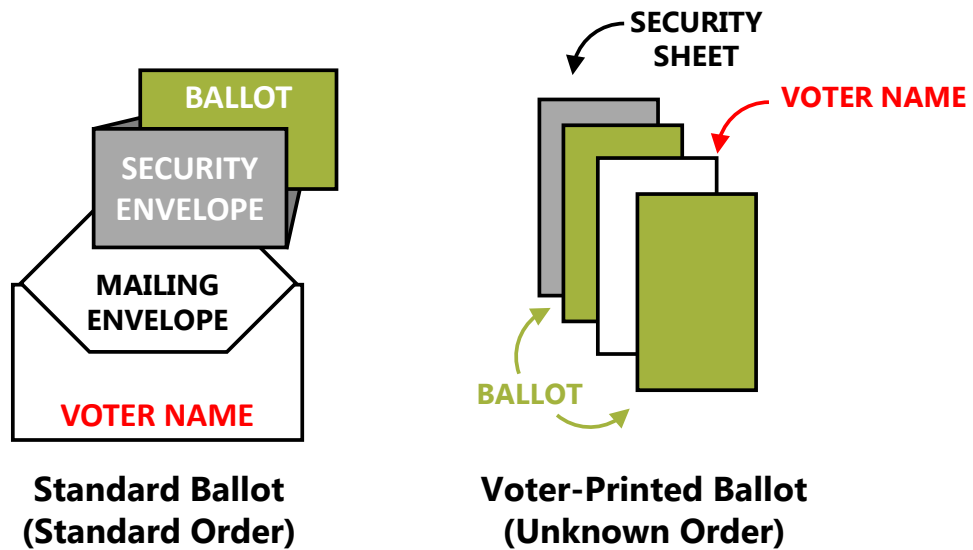 BALLOT
SECURITY
ENVELOPE
MAILING
ENVELOPE
VOTER NAME
Standard Ballot
(Standard Order)
SECURITY
SHEET
VOTER NAME
BALLOT
Voter-Printed Ballot
(Unknown Order)